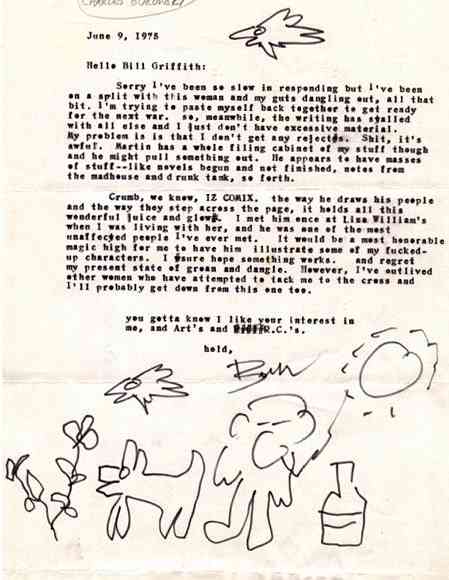 CHARLES BUKOWSKI
June 9, 1975
Hello Bill Griffith:
Sorry I've been so slow in responding but I've been
on a split with this woman and my guts dangling out, all that
bit. I'm trying to paste myself back together to get ready
for the next war. so, meanwhile, the writing has stalled
with all else and I just don't have excessive material.
My problem is is that I don't get any rejects. Shit, it's
awful. Martin has a whole filing cabinet of my stuff though
and he might pull something out. He appears to have masses
of stuff--like novels begun and not finished, notes from
the madhouse and drunk tank, so forth.
Crumb, we know, IZ COMIX. the way he draws his people
and the way they step across the page, it holds all this
wonderful juice and glow. I met him once at Liza William's
when I was living with her, and he was one of the most
unaffected people I've ever met. It would be a most honorable
magic high for me to have him illustrate some of my fucked-
up characters. I sure hope something works. and regret
my present state of groan and dangle. However, I've outlived
other women who have attempted to tack me to the cross and
I'll probably get down from this one too.
you gotta know I like your interest in
me, and Art's and R.C.'s.
hold,
Buk